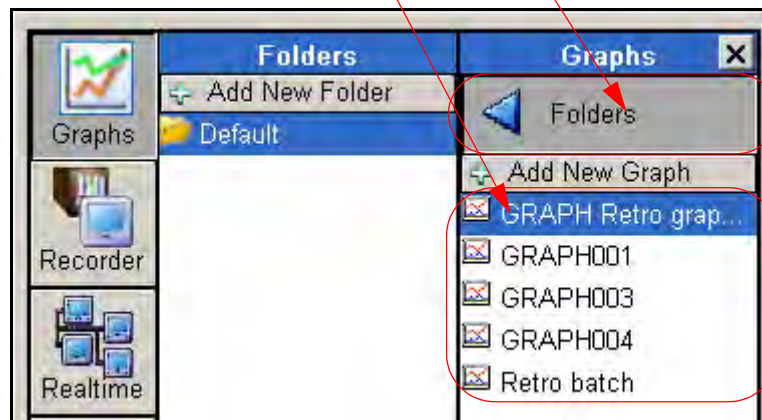 Graphs
Recorder
Realtime
Folders
Add New Folder
Default
Graphs
Folders
Add New Graph
GRAPH Retro grap...
GRAPH001
GRAPH003
GRAPH004
Retro batch